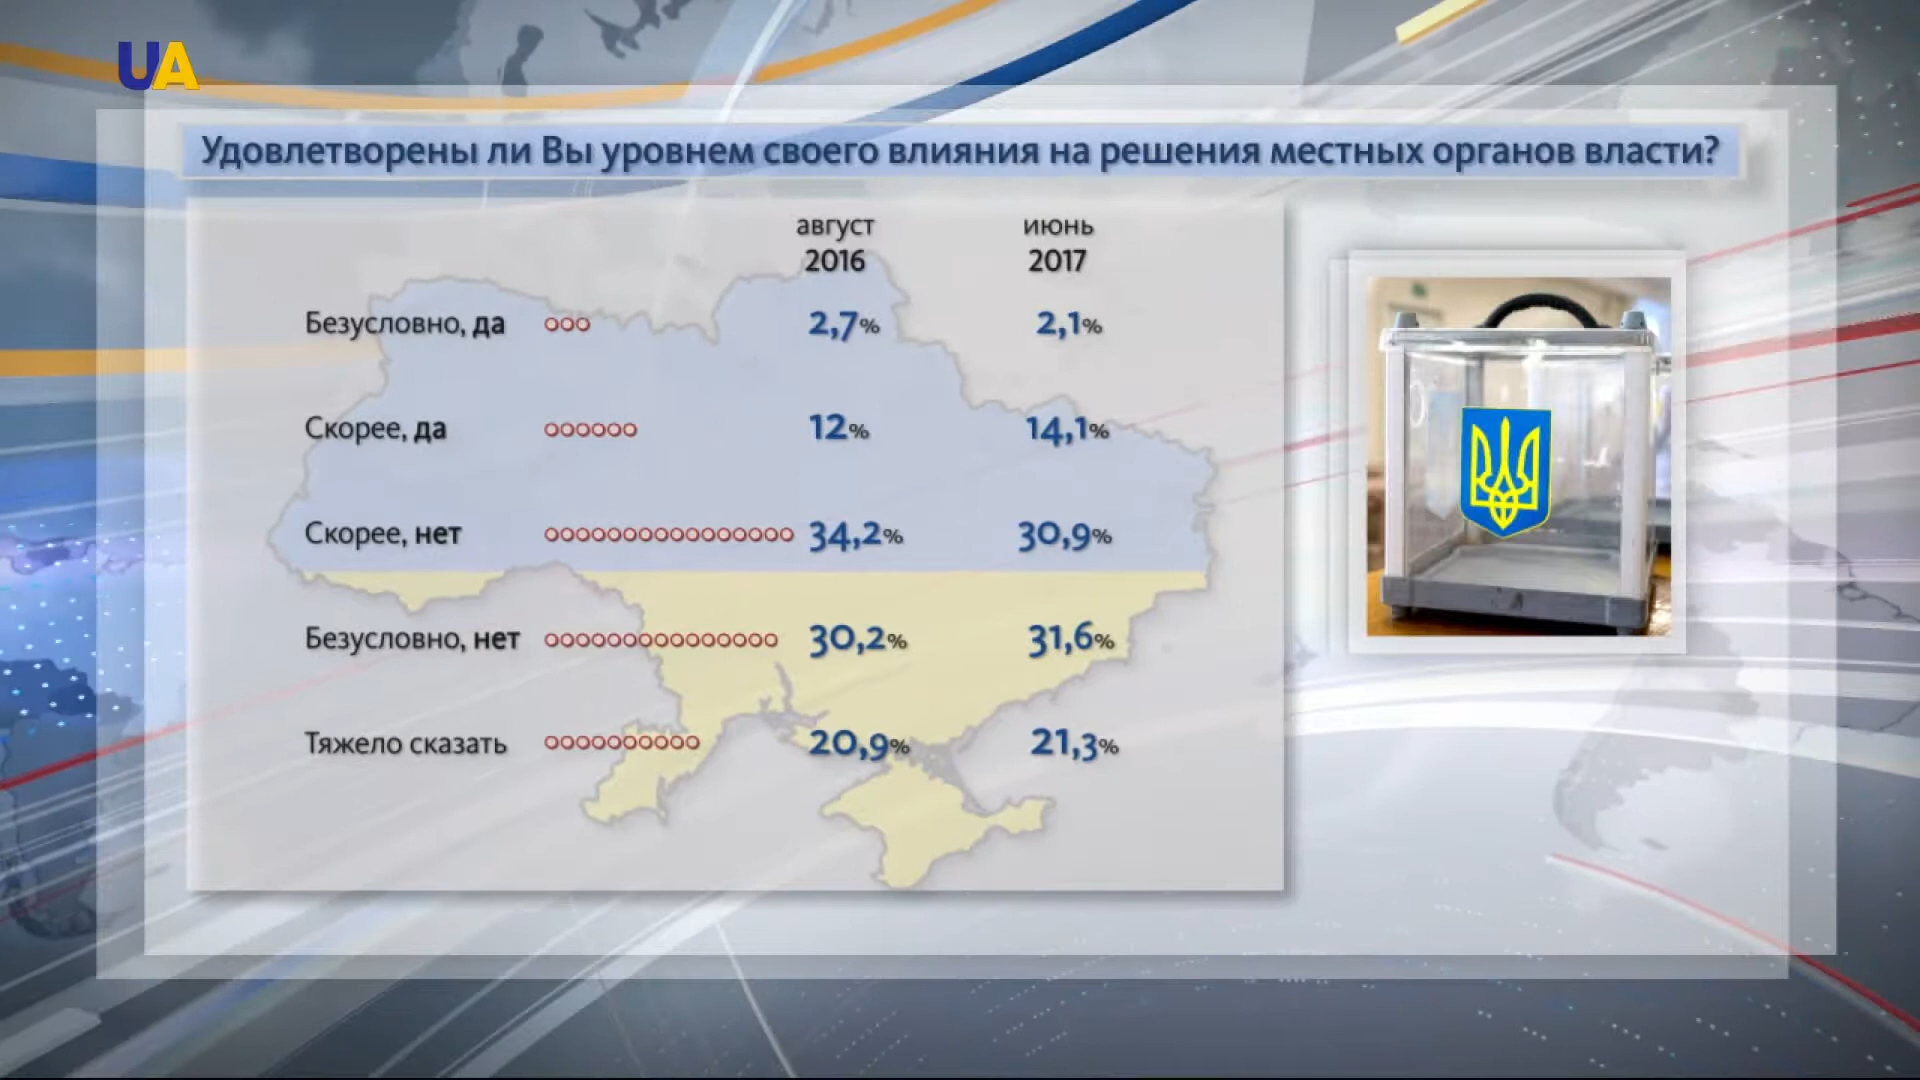 UA
Удовлетворены ли Вы уровнем своего влияния на решения местных органов власти?
август июнь
2016 2017
Безусловно, да 2,7% 2,1%
Скорее, да 12% 14,1%
Скорее, нет 34,2% 30,9%
Безусловно, нет 30,2% 31,6%
Тяжело сказать 20,9% 21,3%